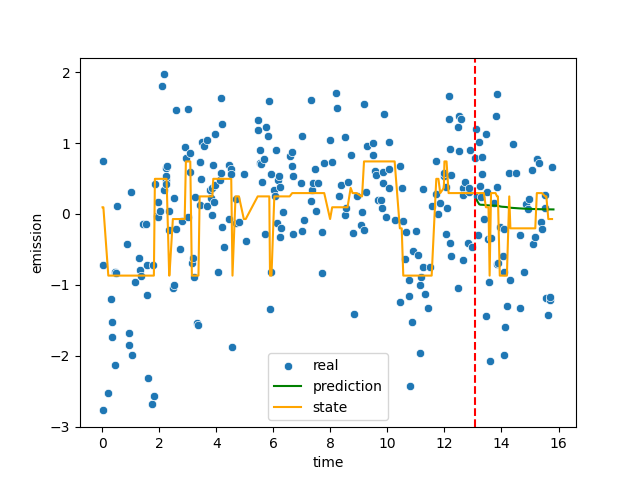 2
1
0
−1
−2
−3
emission
real
prediction
state
0 2 4 6 8 10 12 14 16
time